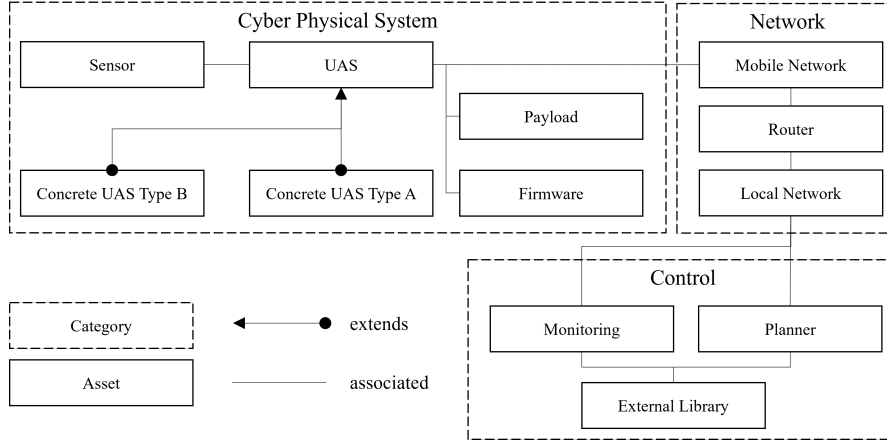 Cyber Physical System
Network
Sensor
UAS
Mobile Network
Payload
Router
Concrete UAS Type B
Concrete UAS Type A
Firmware
Local Network
Control
Category
extends
Monitoring
Planner
Asset
associated
External Library